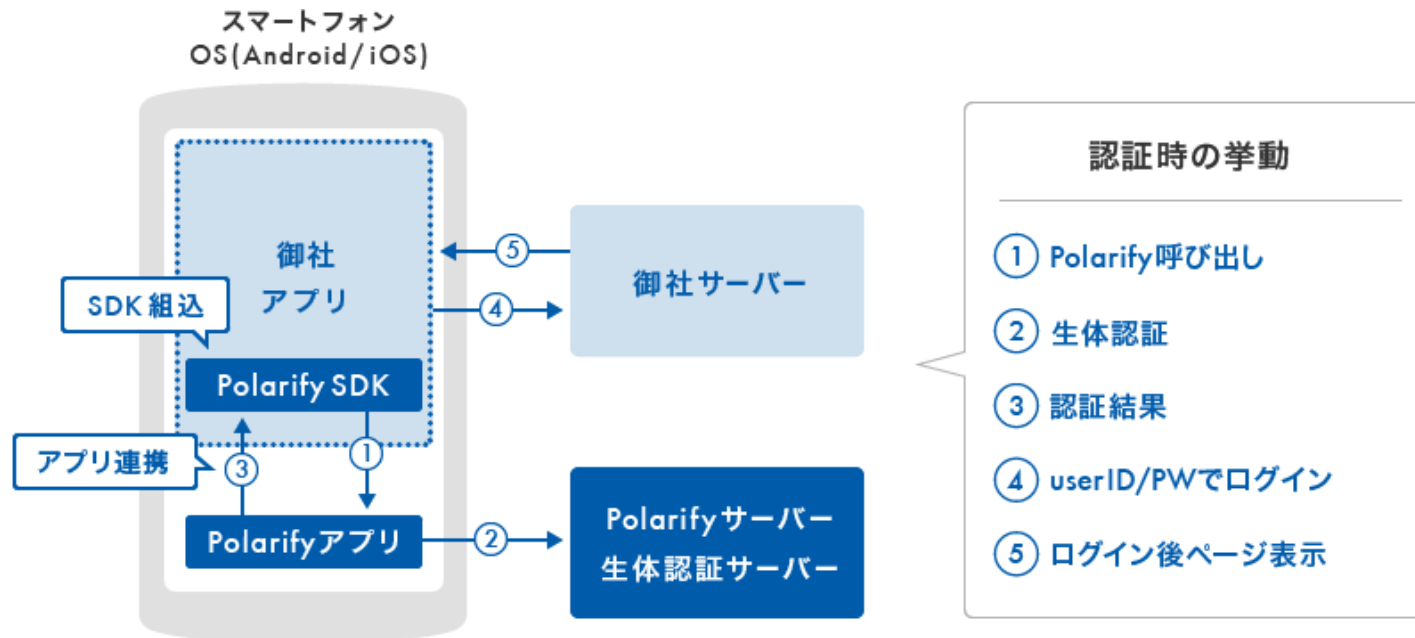 スマートフォン
OS(Android/iOS)
御社
アプリ
SDK組込
Polarify SDK
アプリ連携
③
①
Polarifyアプリ
⑤
④
②
御社サーバー
Polarifyサーバー
生体認証サーバー
認証時の挙動
① Polarify呼び出し
② 生体認証
③ 認証結果
④ userID/PWでログイン
⑤ ログイン後ページ表示